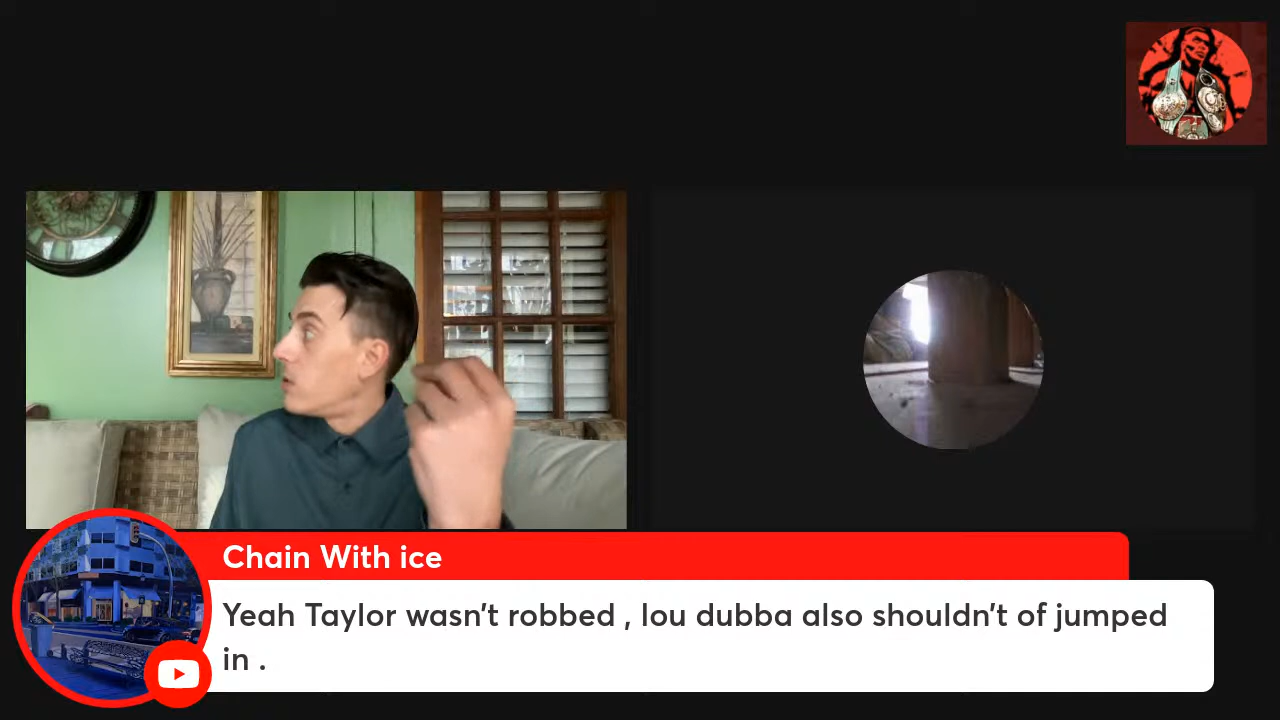 Chain With ice
Yeah Taylor wasn't robbed , lou dubba also shouldn't of jumped
in .